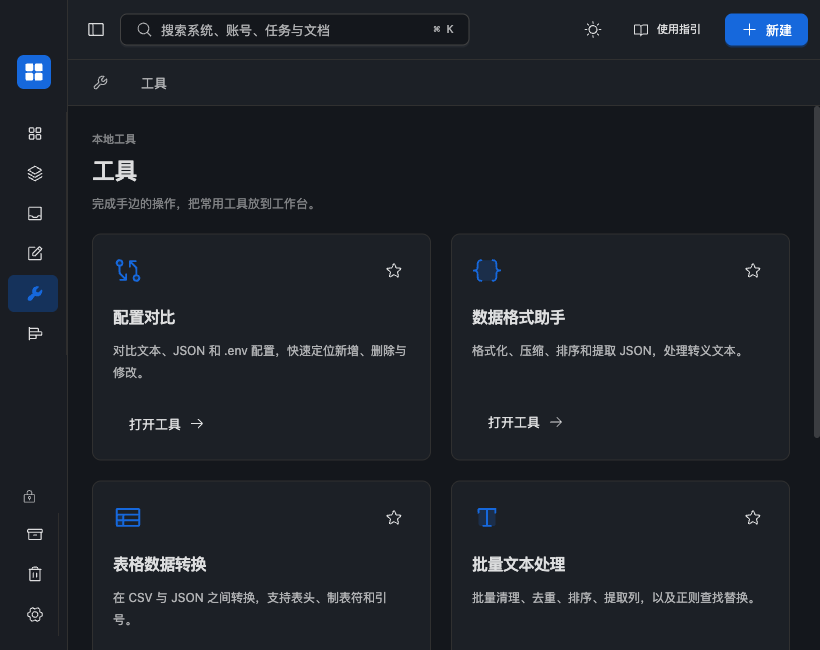 搜索系统、账号、任务与文档 ⌘ K
使用指引
新建
工具
本地工具
工具
完成手边的操作，把常用工具放到工作台。
配置对比
对比文本、JSON 和 .env 配置，快速定位新增、删除与
修改。
打开工具 →
数据格式助手
格式化、压缩、排序和提取 JSON，处理转义文本。
打开工具 →
表格数据转换
在 CSV 与 JSON 之间转换，支持表头、制表符和引
号。
批量文本处理
批量清理、去重、排序、提取列，以及正则查找替换。